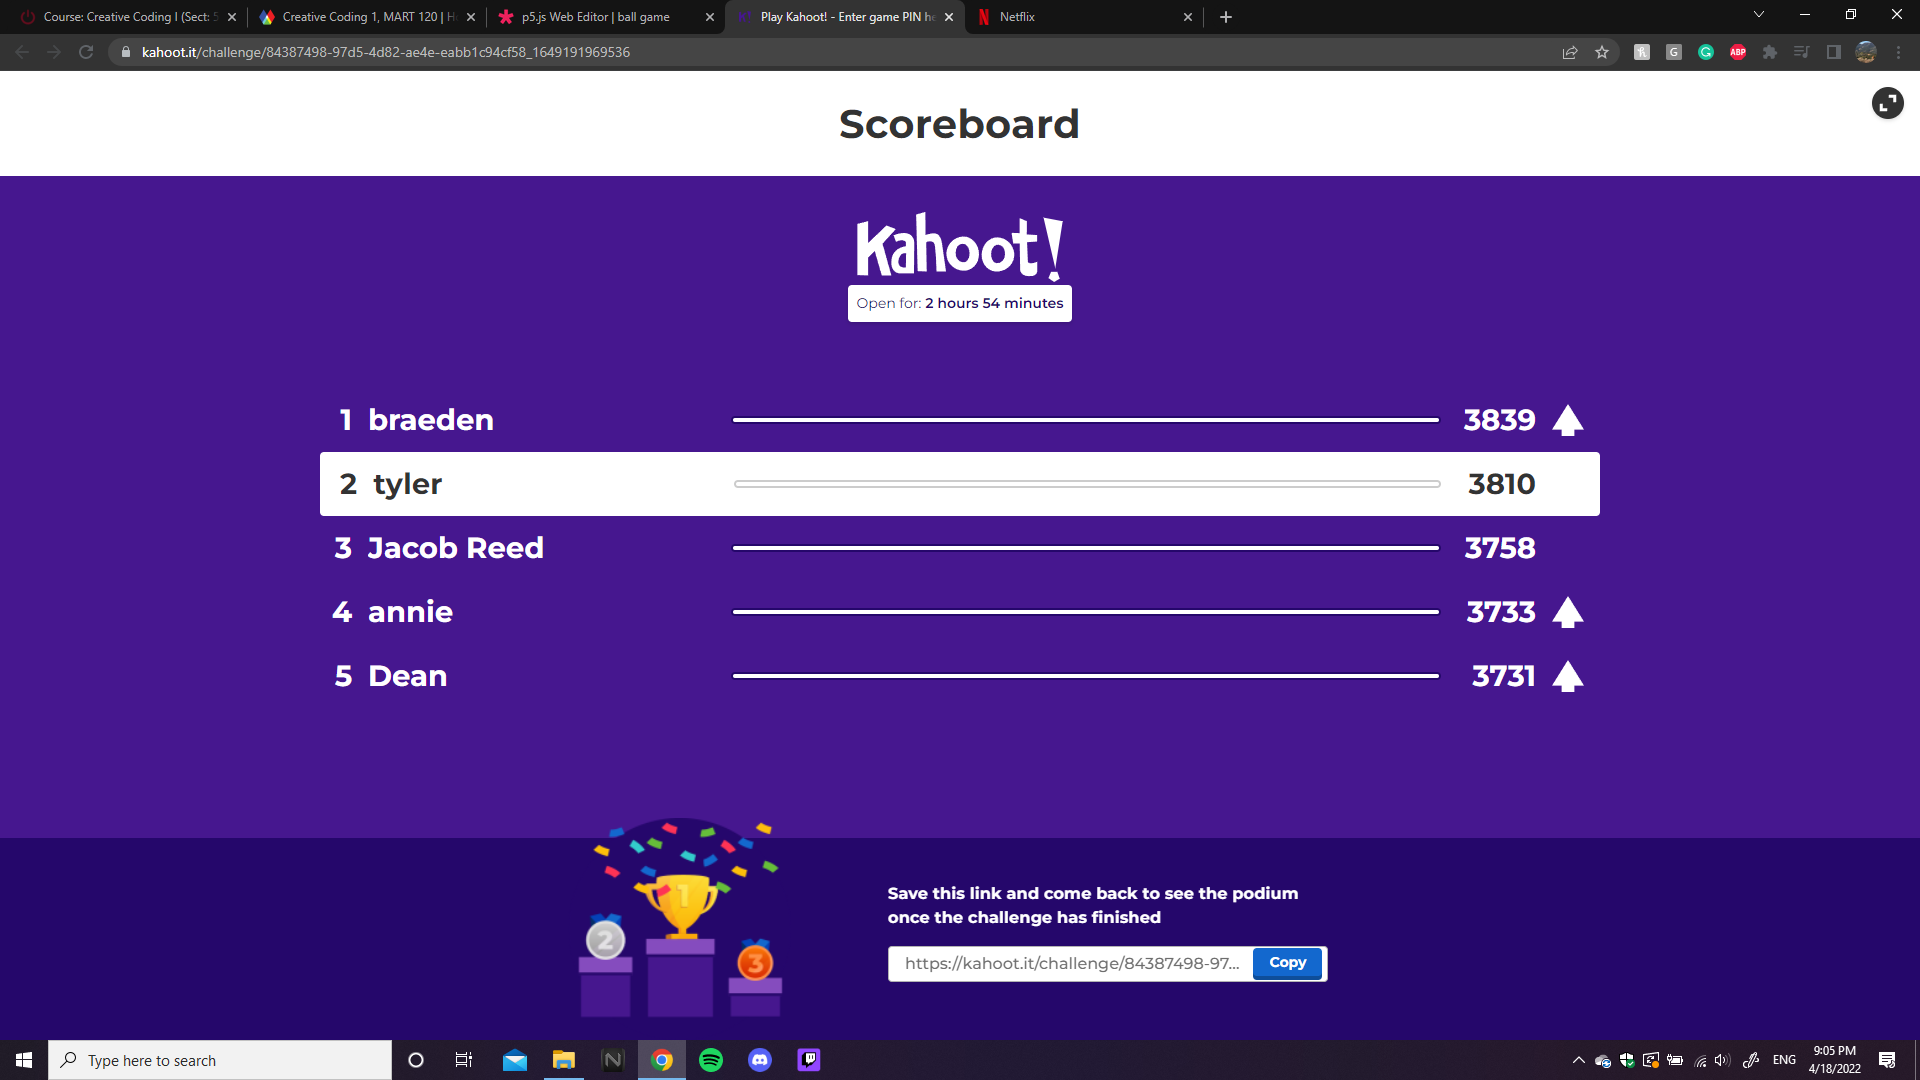 Course: Creative Coding I (Sect: 5
Creative Coding 1, MART 120 | H
p5.js Web Editor | ball game
Play Kahoot! - Enter game PIN he
Netflix
kahoot.it/challenge/84387498-97d5-4d82-ae4e-eabb1c94cf58_1649191969536
G
ABP
Scoreboard
Kahoot!
Open for: 2 hours 54 minutes
1 braeden 3839
2 tyler 3810
3 Jacob Reed 3758
4 annie 3733
5 Dean 3731
1
2
3
Save this link and come back to see the podium
once the challenge has finished
https://kahoot.it/challenge/84387498-97... Copy
Type here to search
N
ENG
9:05 PM
4/18/2022